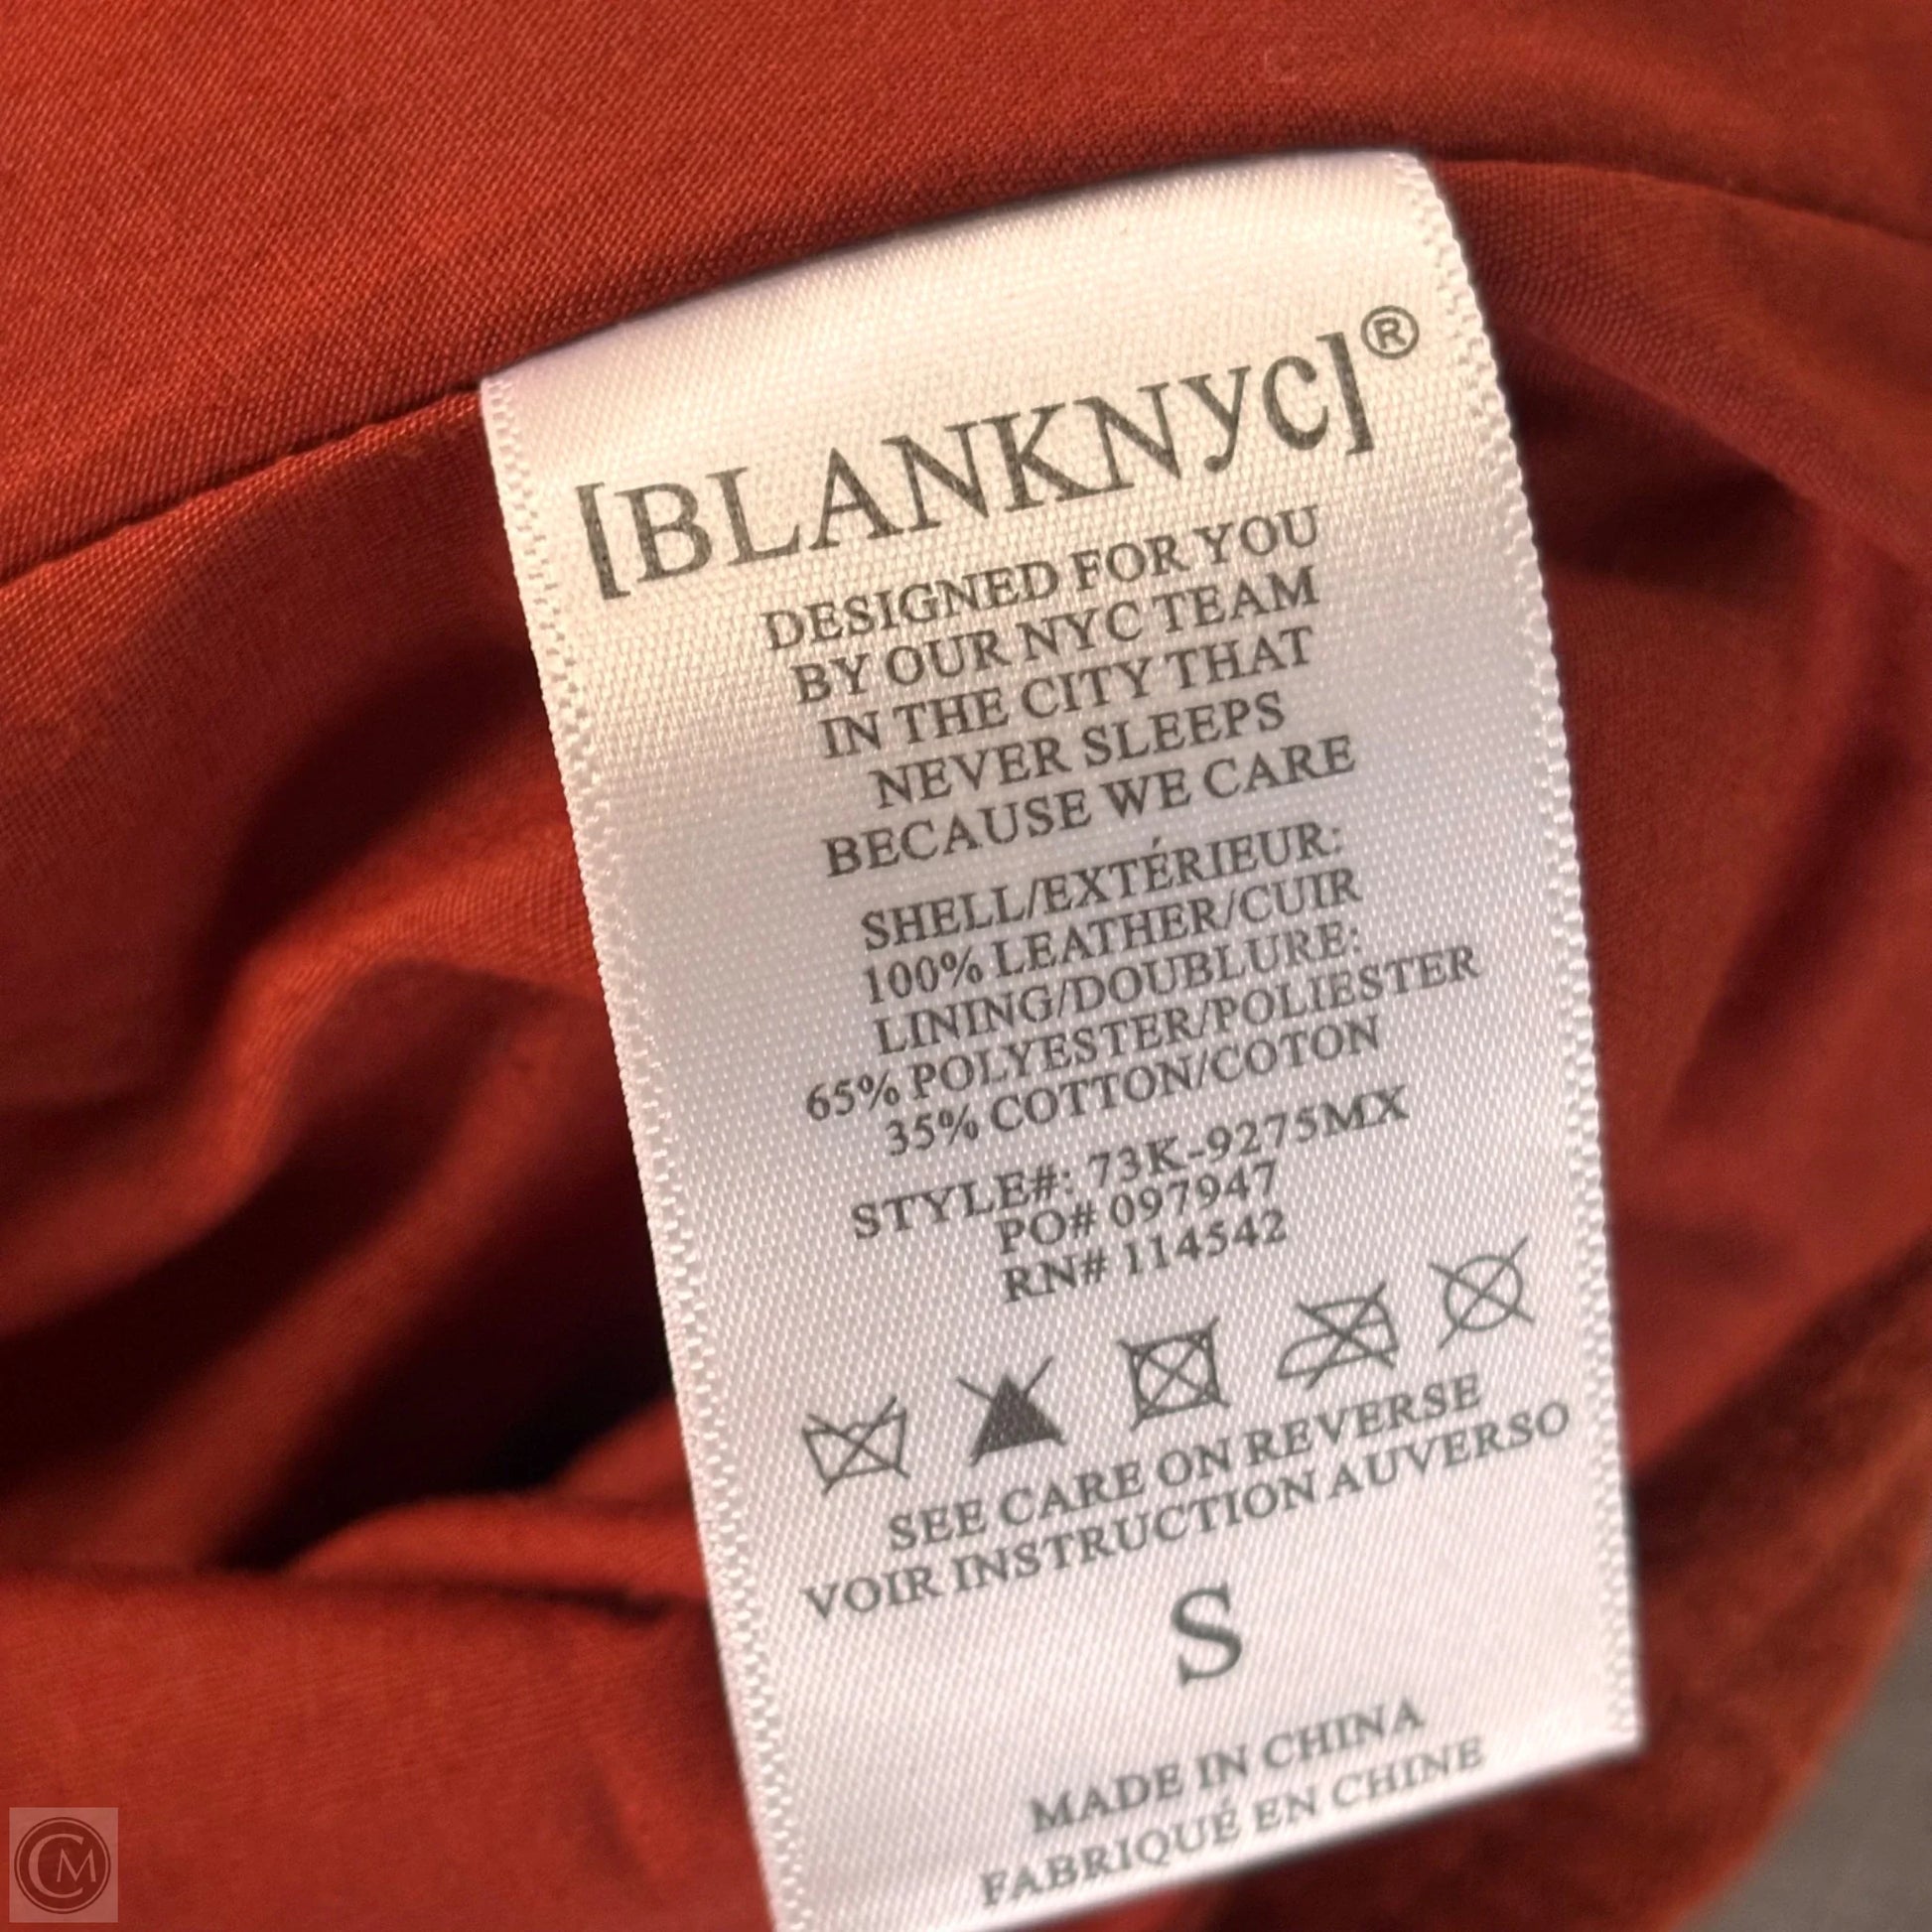 [BLANKNYC]®
DESIGNED FOR YOU
BY OUR NYC TEAM
IN THE CITY THAT
NEVER SLEEPS
BECAUSE WE CARE
SHELL/EXTÉRIEUR:
100% LEATHER/CUIR
LINING/DOUBLURE:
65% POLYESTER/POLIESTER
35% COTTON/COTON
STYLE#: 73K-9275MX
PO# 097947
RN# 114542
SEE CARE ON REVERSE
VOIR INSTRUCTION AUVERSO
S
MADE IN CHINA
FABRIQUÉ EN CHINE
CM